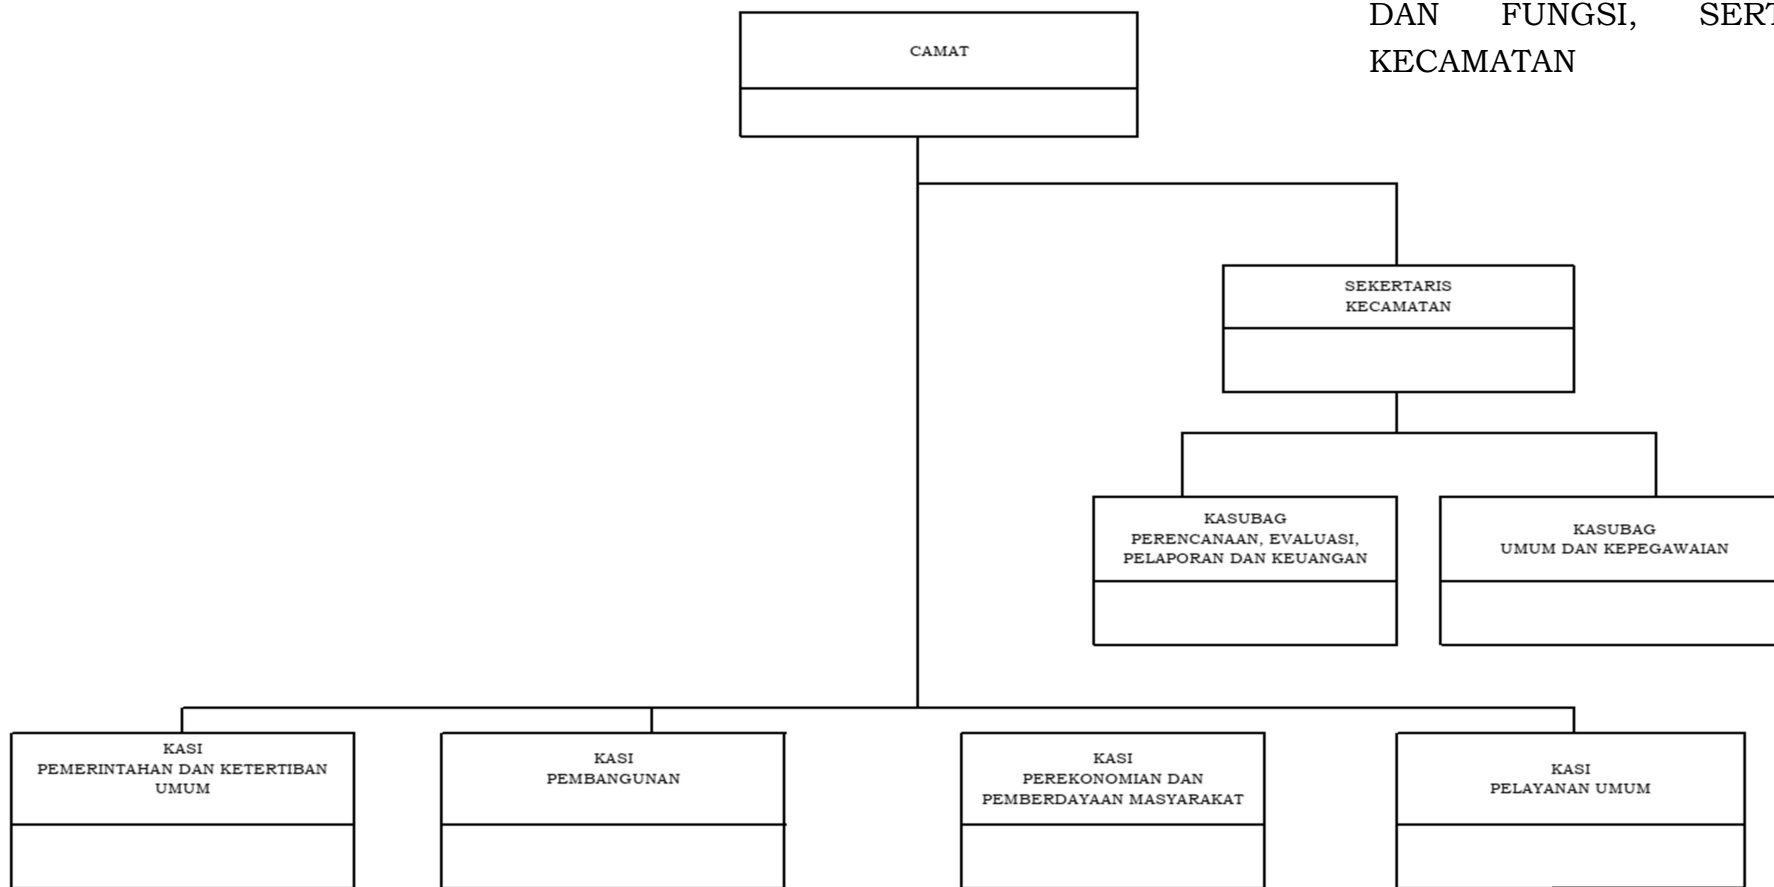 DAN FUNGSI, SERT
KECAMATAN
CAMAT
SEKERTARIS
KECAMATAN
KASUBAG
PERENCANAAN, EVALUASI,
PELAPORAN DAN KEUANGAN
KASUBAG
UMUM DAN KEPEGAWAIAN
KASI
PEMERINTAHAN DAN KETERTIBAN
UMUM
KASI
PEMBANGUNAN
KASI
PEREKONOMIAN DAN
PEMBERDAYAAN MASYARAKAT
KASI
PELAYANAN UMUM